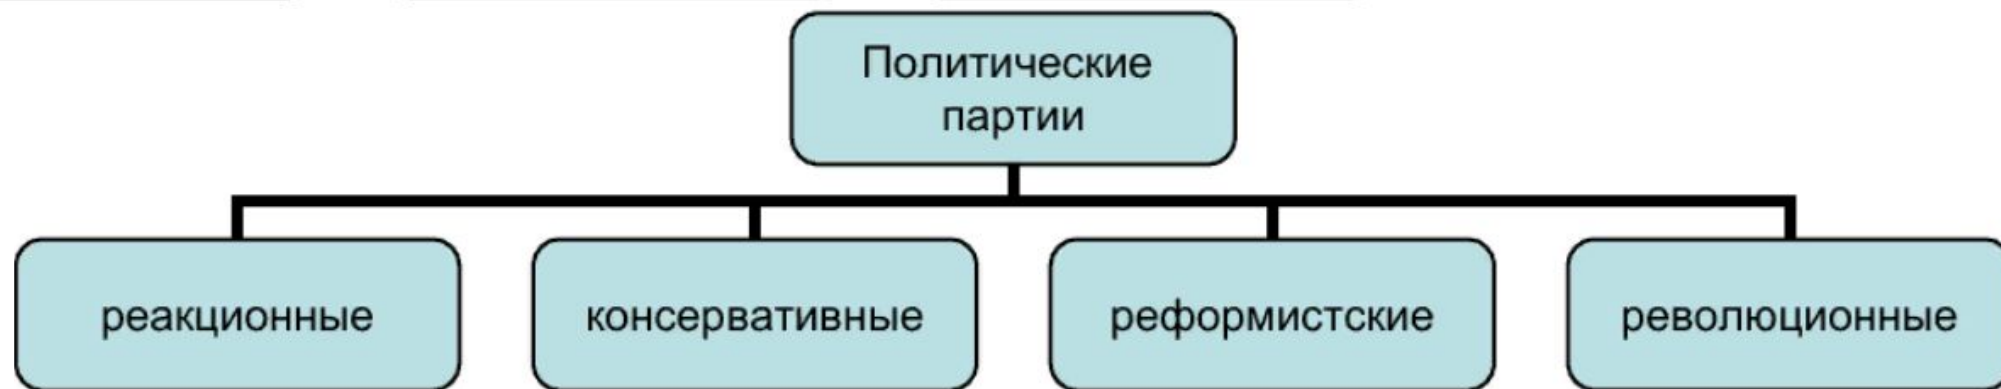 Политические
партии
реакционные
консервативные
реформистские
революционные